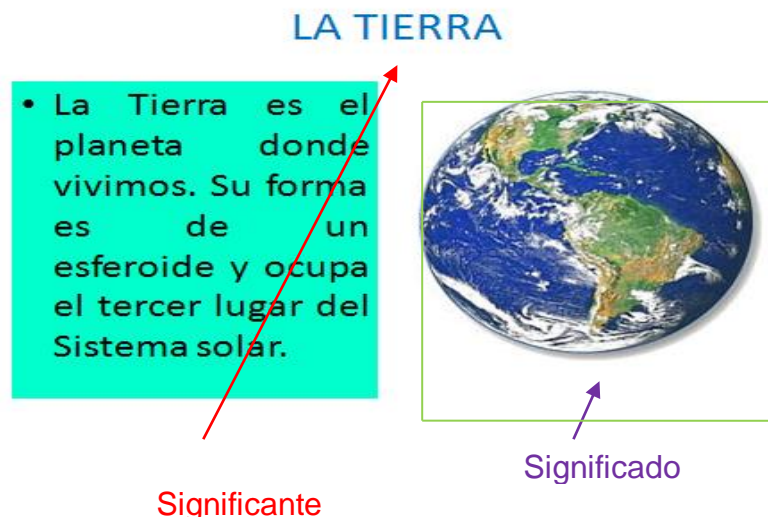 LA TIERRA
• La Tierra es el
planeta donde
vivimos. Su forma
es de un
esferoide y ocupa
el tercer lugar del
Sistema solar.
Significado
Significante